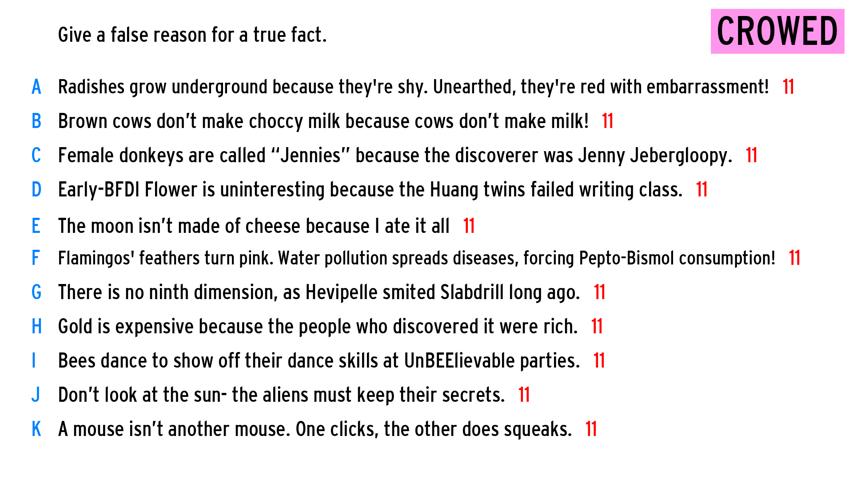 Give a false reason for a true fact.
CROWED
A Radishes grow underground because they're shy. Unearthed, they're red with embarrassment! 11
B Brown cows don’t make choccy milk because cows don’t make milk! 11
C Female donkeys are called “Jennies” because the discoverer was Jenny Jebergloopy. 11
D Early-BFDI Flower is uninteresting because the Huang twins failed writing class. 11
E The moon isn’t made of cheese because I ate it all 11
F Flamingos' feathers turn pink. Water pollution spreads diseases, forcing Pepto-Bismol consumption! 11
G There is no ninth dimension, as Hevipelle smited Slabdrill long ago. 11
H Gold is expensive because the people who discovered it were rich. 11
I Bees dance to show off their dance skills at UnBEElievable parties. 11
J Don’t look at the sun- the aliens must keep their secrets. 11
K A mouse isn’t another mouse. One clicks, the other does squeaks. 11